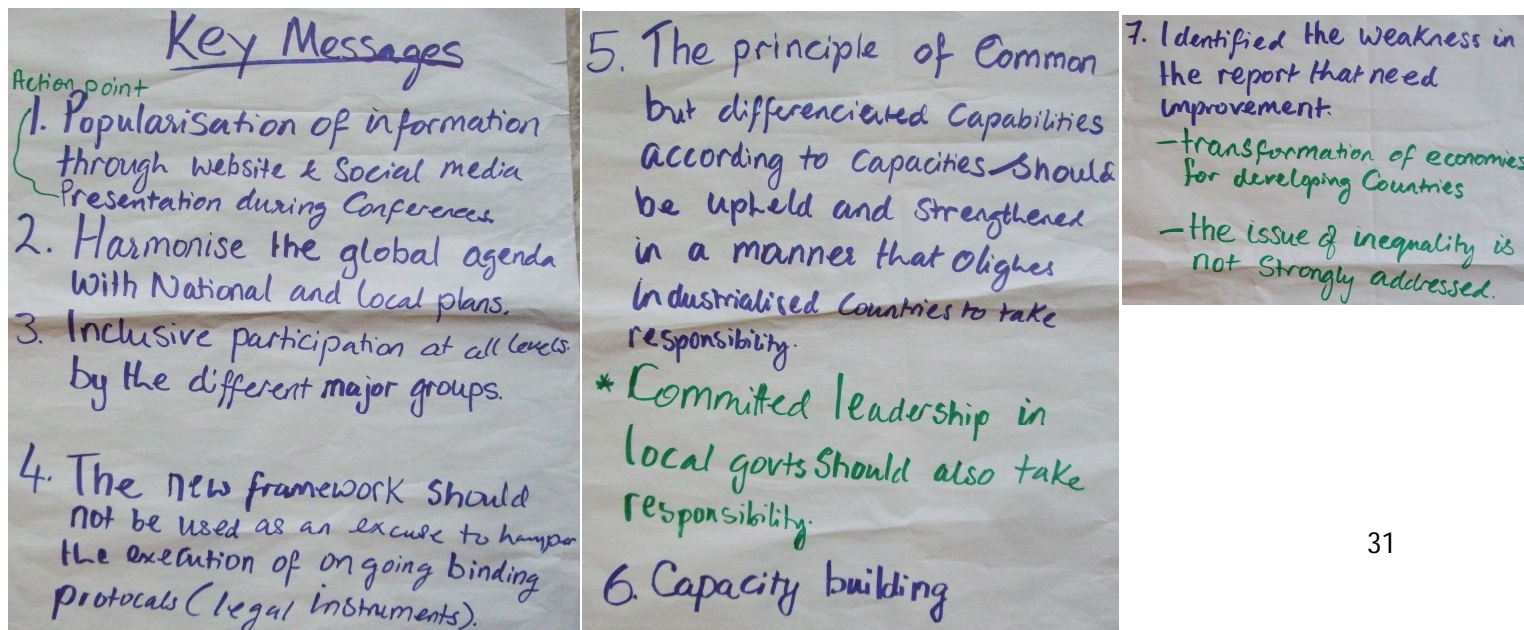 Key Messages
Action point
1. Popularisation of information
through website & Social media
Presentation during Conferences
2. Harmonise the global agenda
With National and local plans.
3. Inclusive participation at all levels.
by the different major groups.
4. The new framework should
not be used as an excuse to hamper
the execution of ongoing binding
protocals (legal instruments).
5. The principle of Common
but differenciated Capabilities
according to Capacities should
be upheld and strengthened
in a manner that olighes
industrialised Countries to take
responsibility.
* Committed leadership in
local govts should also take
responsibility.
6. Capacity building
7. Identified the weakness in
the report that need
improvement.
- transformation of economies
for developing Countries
- the issue of inequality is
not strongly addressed.
31